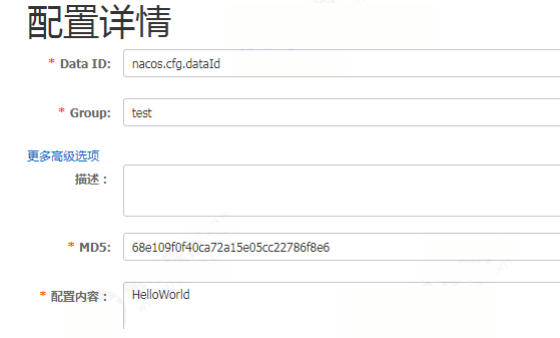 配置详情
* Data ID: nacos.cfg.dataId
* Group: test
更多高级选项
描述：
* MD5: 68e109f0f40ca72a15e05cc22786f8e6
* 配置内容： HelloWorld